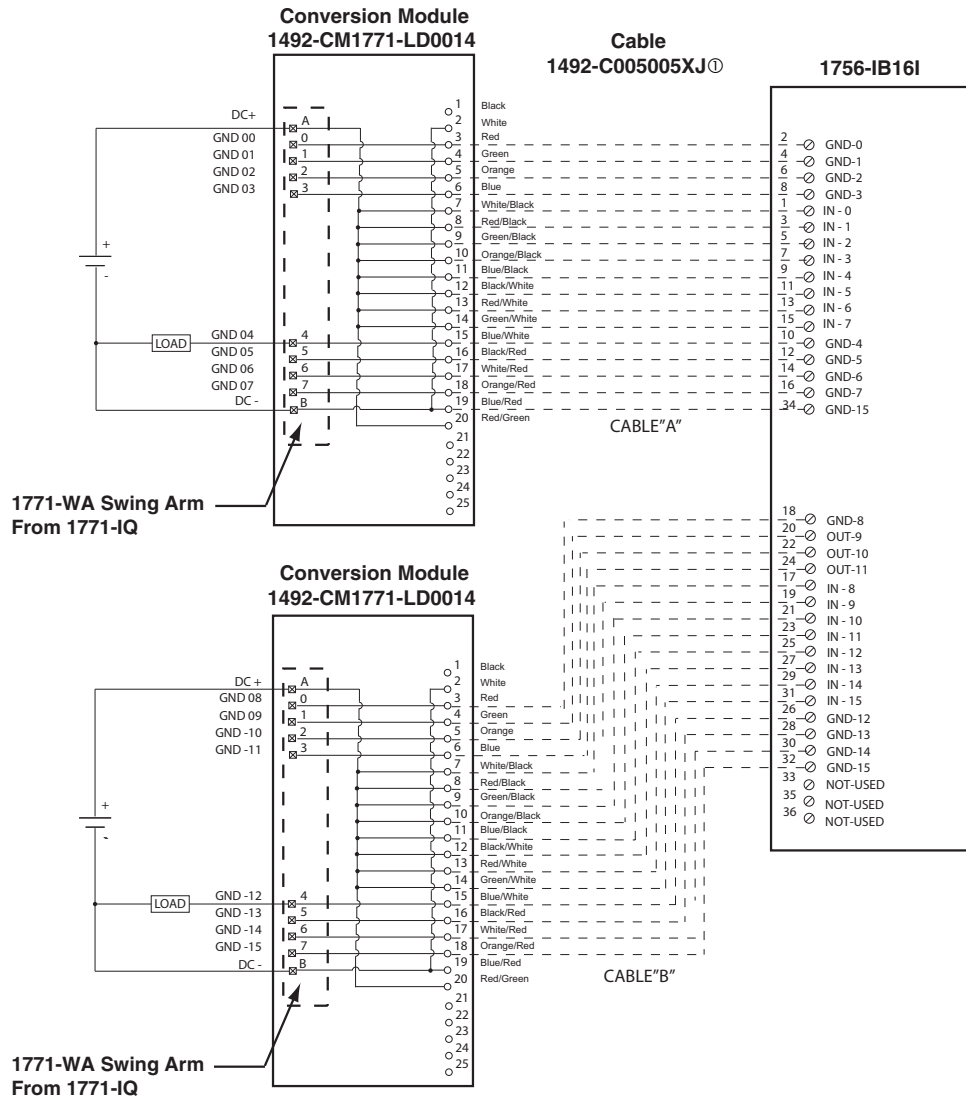 Conversion Module
1492-CM1771-LD0014
Cable
1492-C005005XJ①
1756-IB16I
DC+
GND 00
GND 01
GND 02
GND 03
A
0
1
2
3
+
-
LOAD
GND 04
GND 05
GND 06
GND 07
DC -
4
5
6
7
B
1 Black
2 White
3 Red
4 Green
5 Orange
6 Blue
7 White/Black
8 Red/Black
9 Green/Black
10 Orange/Black
11 Blue/Black
12 Black/White
13 Red/White
14 Green/White
15 Blue/White
16 Black/Red
17 White/Red
18 Orange/Red
19 Blue/Red
20 Red/Green
21
22
23
24
25
2 GND-0
4 GND-1
6 GND-2
8 GND-3
1 IN - 0
3 IN - 1
5 IN - 2
7 IN - 3
9 IN - 4
11 IN - 5
13 IN - 6
15 IN - 7
10 GND-4
12 GND-5
14 GND-6
16 GND-7
34 GND-15
CABLE"A"
1771-WA Swing Arm
From 1771-IQ
18 GND-8
20 OUT-9
22 OUT-10
24 OUT-11
17 IN - 8
19 IN - 9
21 IN - 10
23 IN - 11
25 IN - 12
27 IN - 13
29 IN - 14
31 IN - 15
26 GND-12
28 GND-13
30 GND-14
32 GND-15
33 NOT-USED
35 NOT-USED
36 NOT-USED
Conversion Module
1492-CM1771-LD0014
DC +
GND 08
GND 09
GND -10
GND -11
A
0
1
2
3
+
-
LOAD
GND -12
GND -13
GND -14
GND -15
DC -
4
5
6
7
B
1 Black
2 White
3 Red
4 Green
5 Orange
6 Blue
7 White/Black
8 Red/Black
9 Green/Black
10 Orange/Black
11 Blue/Black
12 Black/White
13 Red/White
14 Green/White
15 Blue/White
16 Black/Red
17 White/Red
18 Orange/Red
19 Blue/Red
20 Red/Green
21
22
23
24
25
CABLE"B"
1771-WA Swing Arm
From 1771-IQ